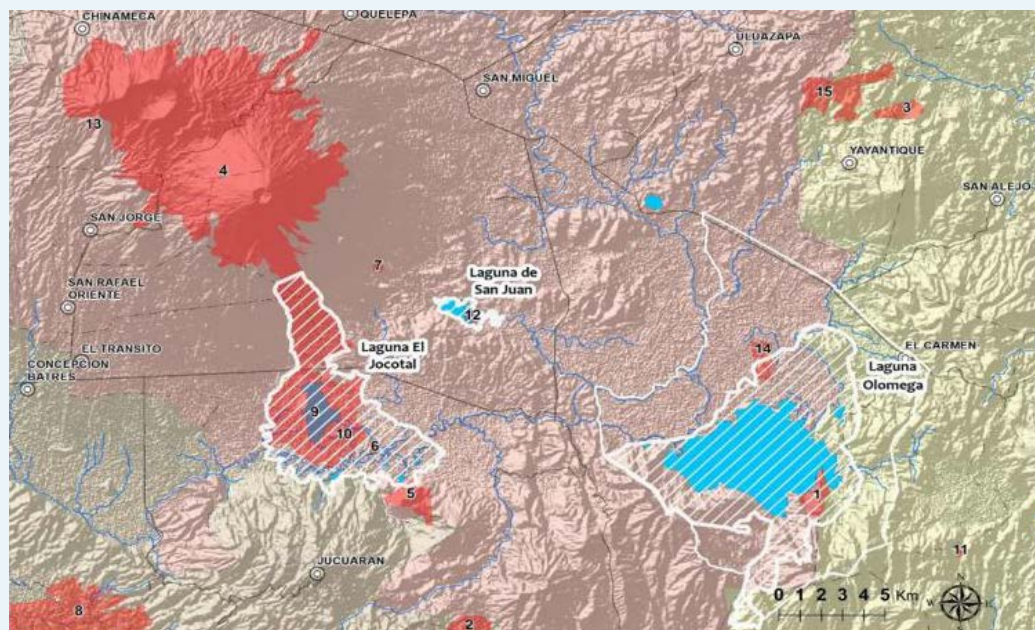 CHINAMECA
QUELEPA
ULUAZAPA
SAN MIGUEL
15
3
13
4
YAYANTIQUE
SAN ALEJO
SAN JORGE
7
Laguna de
San Juan
12
SAN RAFAEL
ORIENTE
Laguna El
Jocotal
EL TRANSITO
CONCEPCION
BATRES
14
EL CARMEN
Laguna
Olomega
9
10
6
5
1
11
JUCUARAN
8
2
0 1 2 3 4 5 Km
N
W
E
S